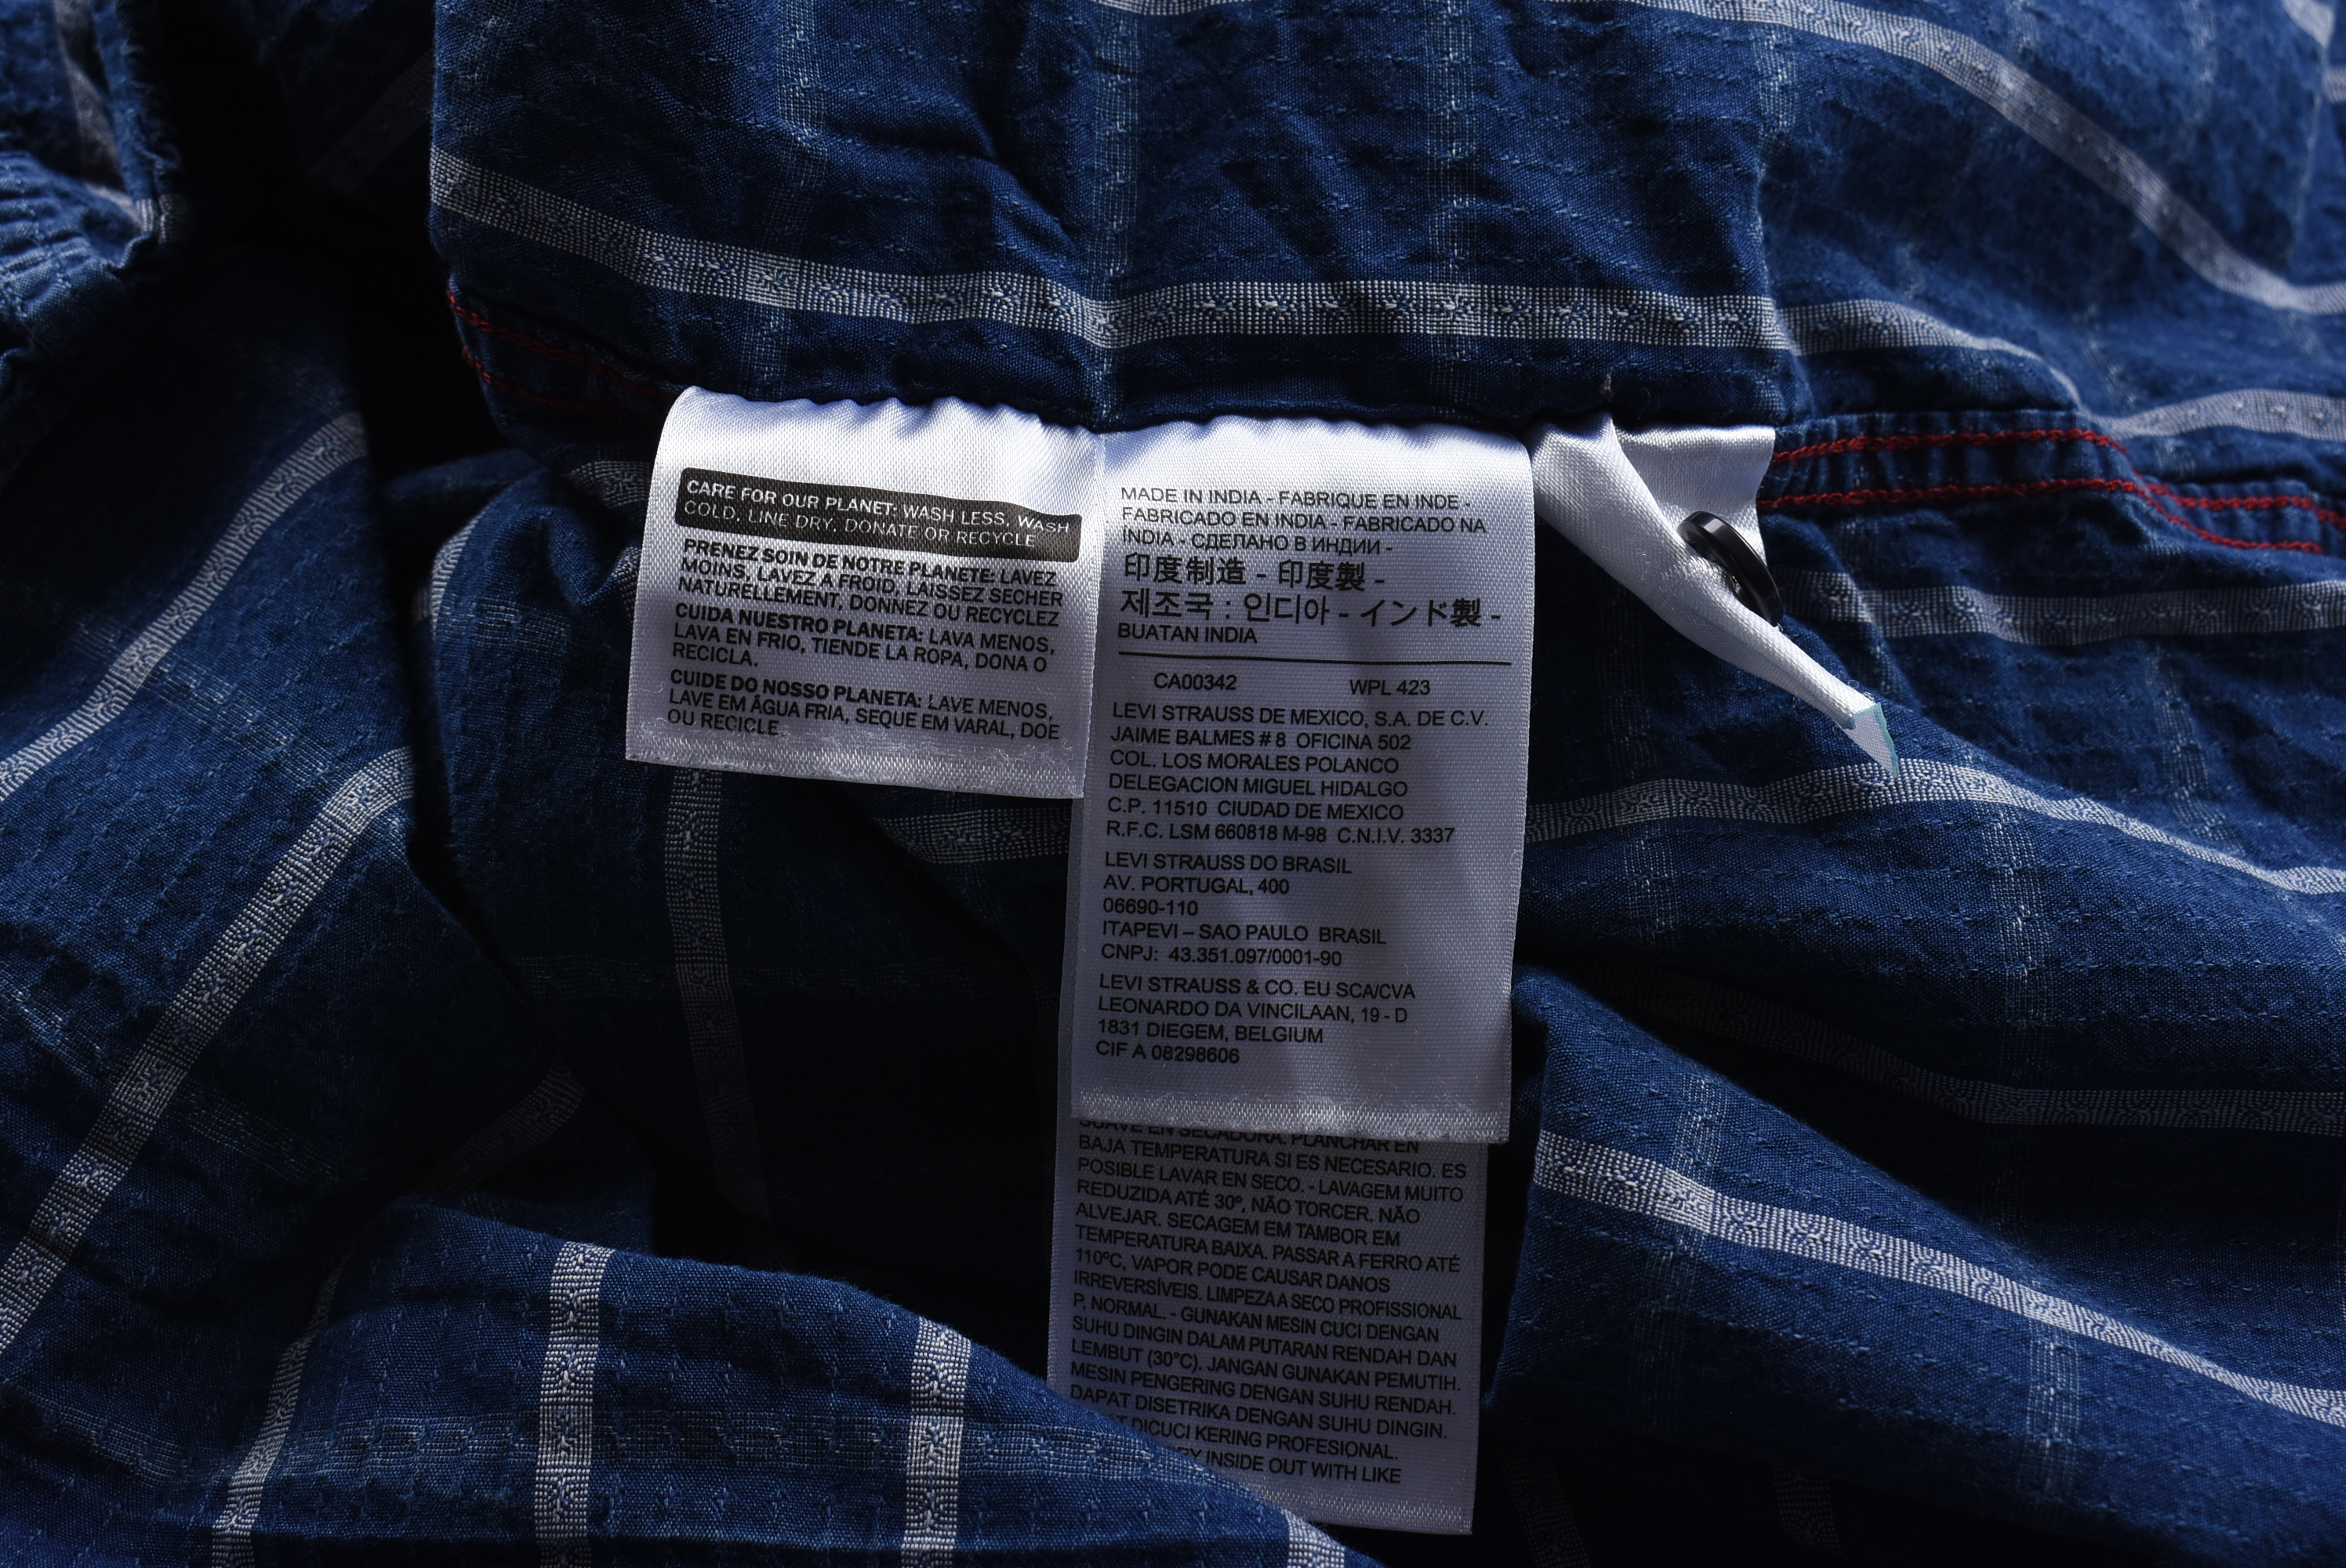 CARE FOR OUR PLANET: WASH LESS, WASH
COLD, LINE DRY, DONATE OR RECYCLE
PRENEZ SOIN DE NOTRE PLANETE: LAVEZ
MOINS, LAVEZ A FROID, LAISSEZ SECHER
NATURELLEMENT, DONNEZ OU RECYCLEZ
CUIDA NUESTRO PLANETA: LAVA MENOS,
LAVA EN FRIO, TIENDE LA ROPA, DONA O
RECICLA.
CUIDE DO NOSSO PLANETA: LAVE MENOS,
LAVE EM ÁGUA FRIA, SEQUE EM VARAL, DOE
OU RECICLE
MADE IN INDIA - FABRIQUE EN INDE -
FABRICADO EN INDIA - FABRICADO NA
INDIA - СДЕЛАНО В ИНДИИ -
印度制造 - 印度製 -
제조국 : 인디아 - インド製 -
BUATAN INDIA
CA00342 WPL 423
LEVI STRAUSS DE MEXICO, S.A. DE C.V.
JAIME BALMES # 8 OFICINA 502
COL. LOS MORALES POLANCO
DELEGACION MIGUEL HIDALGO
C.P. 11510 CIUDAD DE MEXICO
R.F.C. LSM 660818 M-98 C.N.I.V. 3337
LEVI STRAUSS DO BRASIL
AV. PORTUGAL, 400
06690-110
ITAPEVI – SAO PAULO BRASIL
CNPJ: 43.351.097/0001-90
LEVI STRAUSS & CO. EU SCA/CVA
LEONARDO DA VINCILAAN, 19 - D
1831 DIEGEM, BELGIUM
CIF A 08298606
SUAVE EN SECADORA. PLANCHAR EN
BAJA TEMPERATURA SI ES NECESARIO. ES
POSIBLE LAVAR EN SECO. - LAVAGEM MUITO
REDUZIDA ATÉ 30º, NÃO TORCER. NÃO
ALVEJAR. SECAGEM EM TAMBOR EM
TEMPERATURA BAIXA. PASSAR A FERRO ATÉ
110ºC, VAPOR PODE CAUSAR DANOS
IRREVERSÍVEIS. LIMPEZA A SECO PROFISSIONAL
P, NORMAL. - GUNAKAN MESIN CUCI DENGAN
SUHU DINGIN DALAM PUTARAN RENDAH DAN
LEMBUT (30°C). JANGAN GUNAKAN PEMUTIH.
MESIN PENGERING DENGAN SUHU RENDAH.
DAPAT DISETRIKA DENGAN SUHU DINGIN.
DICUCI KERING PROFESIONAL.
INSIDE OUT WITH LIKE